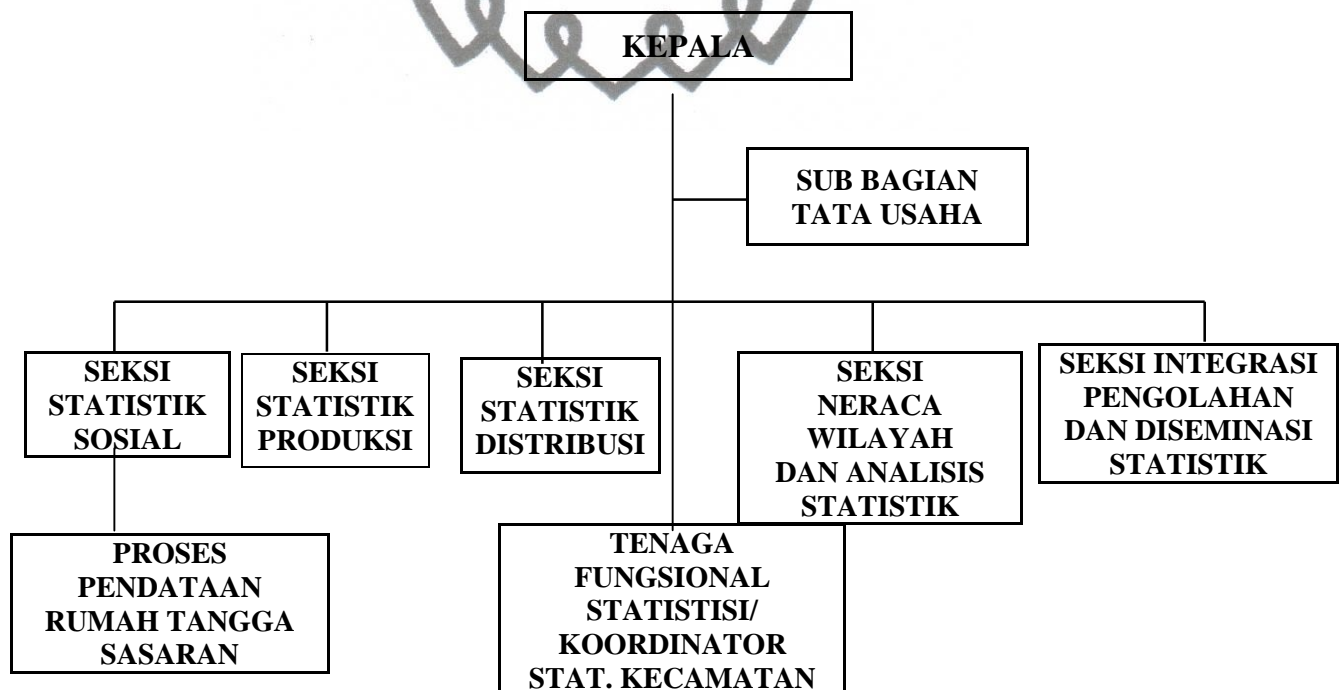 KEPALA
SUB BAGIAN
TATA USAHA
SEKSI
STATISTIK
SOSIAL
SEKSI
STATISTIK
PRODUKSI
SEKSI
STATISTIK
DISTRIBUSI
SEKSI
NERACA
WILAYAH
DAN ANALISIS
STATISTIK
SEKSI INTEGRASI
PENGOLAHAN
DAN DISEMINASI
STATISTIK
PROSES
PENDATAAN
RUMAH TANGGA
SASARAN
TENAGA
FUNGSIONAL
STATISTISI/
KOORDINATOR
STAT. KECAMATAN